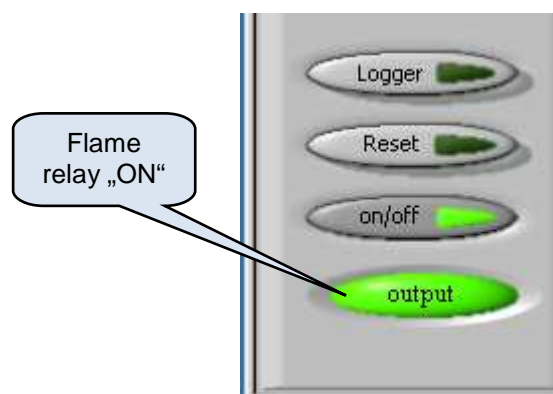 Logger
Reset
Flame
relay „ON“
on/off
output